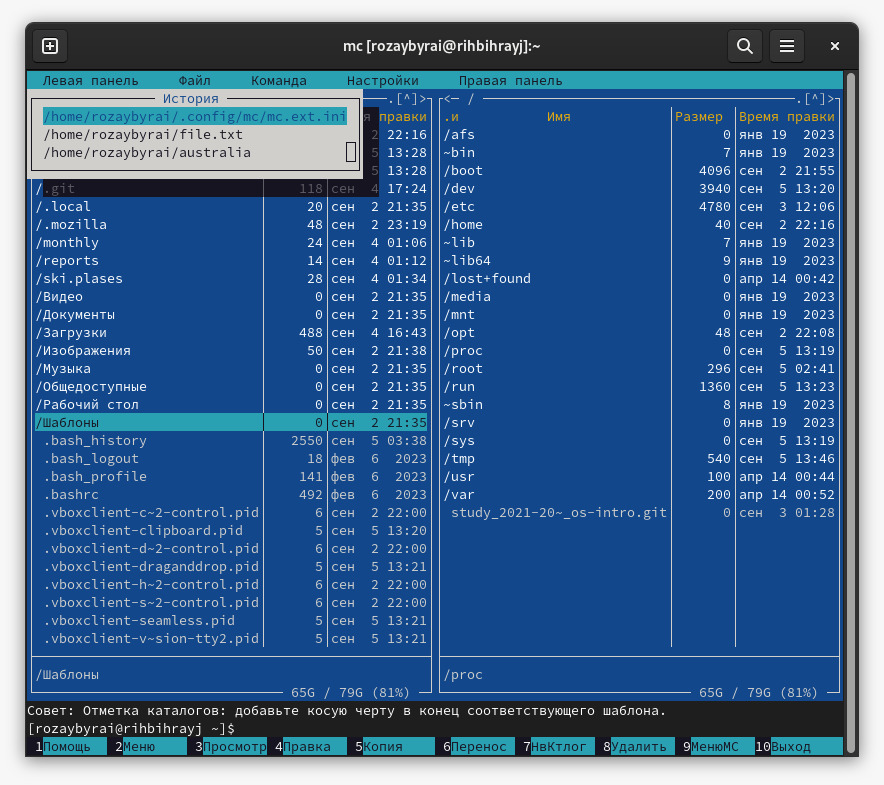 mc [rozaybyrai@rihbihrayj]:~
Левая панель Файл Команда Настройки Правая панель
История .[^]> <─ / .[^]>
/home/rozaybyrai/.config/mc/mc.ext.ini я правки .и Имя Размер Время правки
/home/rozaybyrai/file.txt 2 22:16 /afs 0 янв 19 2023
/home/rozaybyrai/australia 5 13:28 ~bin 7 янв 19 2023
5 13:28 /boot 4096 сен 2 21:55
/.git 118 сен 4 17:24 /dev 3940 сен 5 13:20
/.local 20 сен 2 21:35 /etc 4780 сен 3 12:06
/.mozilla 48 сен 2 23:19 /home 40 сен 2 22:16
/monthly 24 сен 4 01:06 ~lib 7 янв 19 2023
/reports 14 сен 4 01:12 ~lib64 9 янв 19 2023
/ski.plases 28 сен 4 01:34 /lost+found 0 апр 14 00:42
/Видео 0 сен 2 21:35 /media 0 янв 19 2023
/Документы 0 сен 2 21:35 /mnt 0 янв 19 2023
/Загрузки 488 сен 4 16:43 /opt 48 сен 2 22:08
/Изображения 50 сен 2 21:38 /proc 0 сен 5 13:19
/Музыка 0 сен 2 21:35 /root 296 сен 5 02:41
/Общедоступные 0 сен 2 21:35 /run 1360 сен 5 13:23
/Рабочий стол 0 сен 2 21:35 ~sbin 8 янв 19 2023
/Шаблоны 0 сен 2 21:35 /srv 0 янв 19 2023
.bash_history 2550 сен 5 03:38 /sys 0 сен 5 13:19
.bash_logout 18 фев 6 2023 /tmp 540 сен 5 13:46
.bash_profile 141 фев 6 2023 /usr 100 апр 14 00:44
.bashrc 492 фев 6 2023 /var 200 апр 14 00:52
.vboxclient-c~2-control.pid 6 сен 2 22:00 study_2021-20~_os-intro.git 0 сен 3 01:28
.vboxclient-clipboard.pid 5 сен 5 13:20
.vboxclient-d~2-control.pid 6 сен 2 22:00
.vboxclient-draganddrop.pid 5 сен 5 13:21
.vboxclient-h~2-control.pid 6 сен 2 22:00
.vboxclient-s~2-control.pid 6 сен 2 22:00
.vboxclient-seamless.pid 5 сен 5 13:21
.vboxclient-v~sion-tty2.pid 5 сен 5 13:21
/Шаблоны /proc
65G / 79G (81%) 65G / 79G (81%)
Совет: Отметка каталогов: добавьте косую черту в конец соответствующего шаблона.
[rozaybyrai@rihbihrayj ~]$
1Помощь 2Меню 3Просмотр 4Правка 5Копия 6Перенос 7НвКтлог 8Удалить 9МенюMC 10Выход